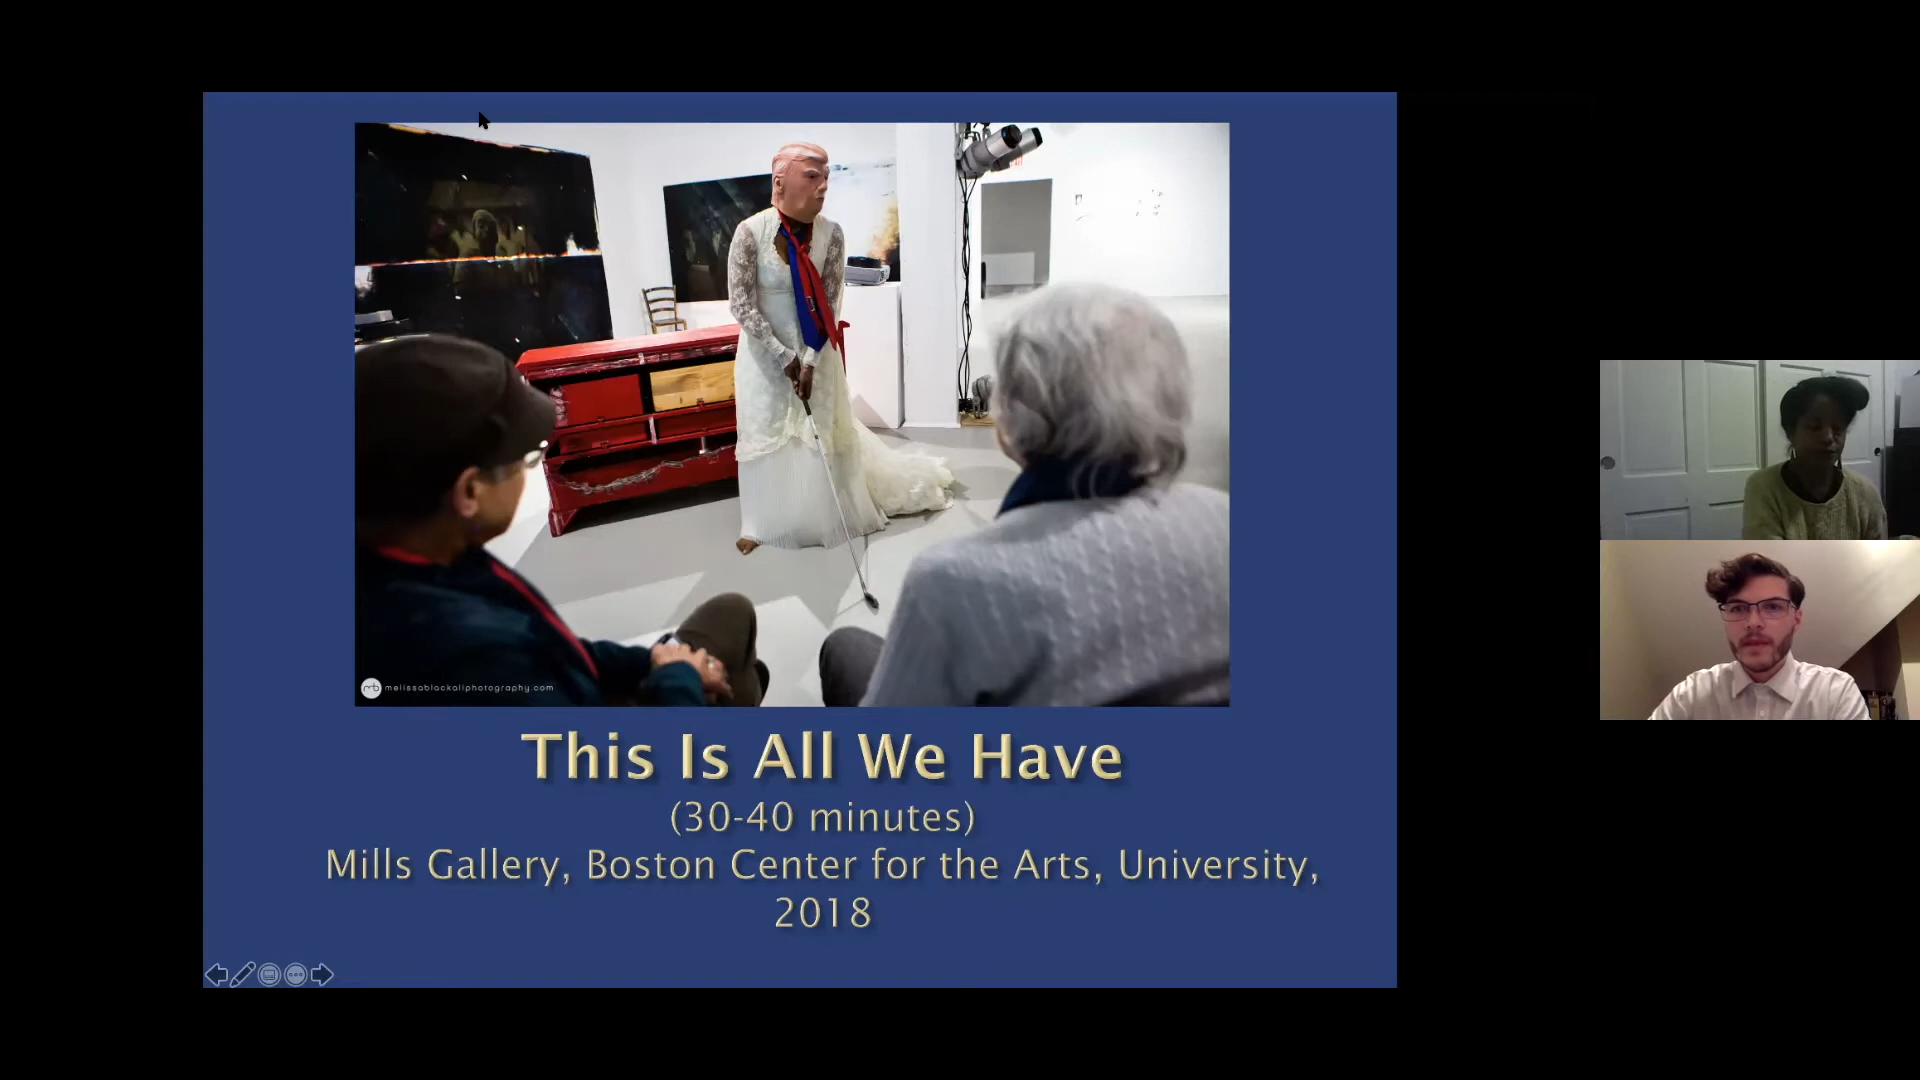 mb melissablackallphotography.com
This Is All We Have
(30-40 minutes)
Mills Gallery, Boston Center for the Arts, University,
2018